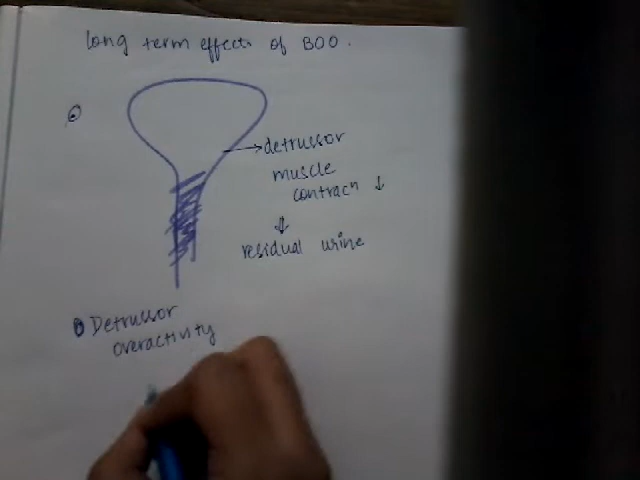 long term effects of BOO.
detrussor
muscle
contracn ↓
residual urine
Detrussor
overactivity